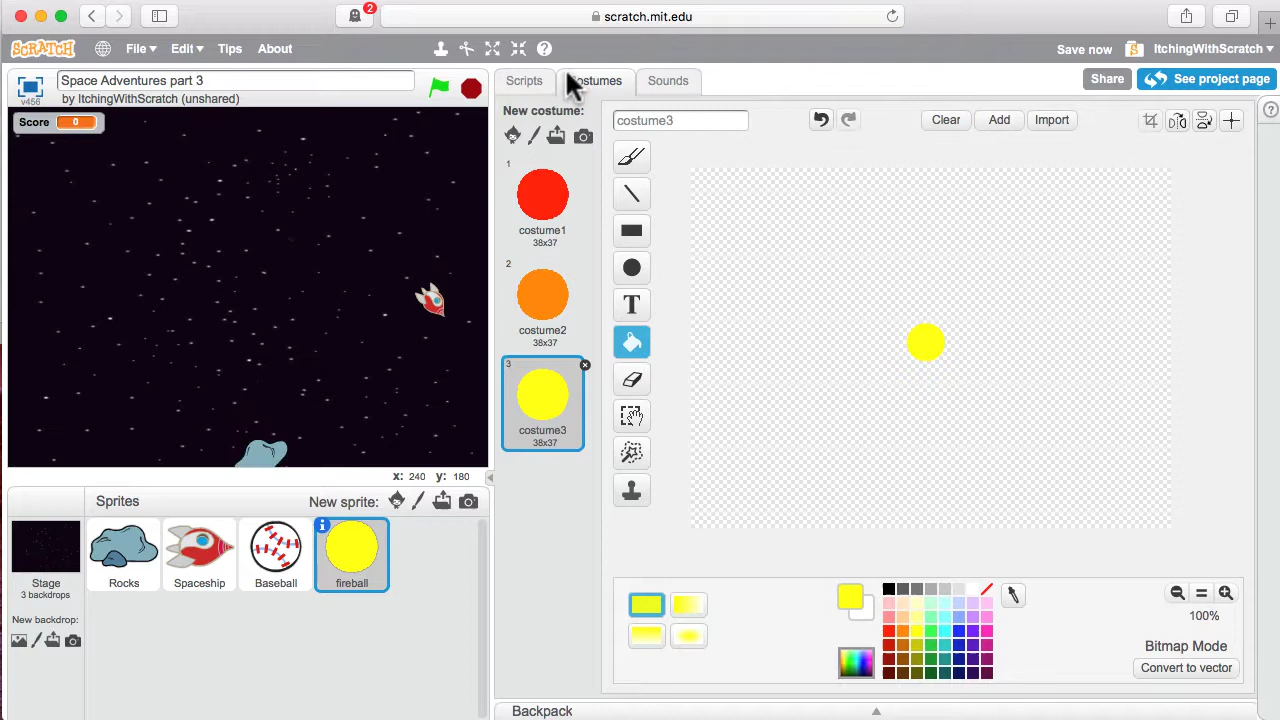 2
scratch.mit.edu
SCRATCH
File▾ Edit▾ Tips About
Save now
ItchingWithScratch ▾
v456
Space Adventures part 3
by ItchingWithScratch (unshared)
Scripts
Costumes
Sounds
Share
See project page
Score 0
New costume:
costume3
Clear
Add
Import
1
costume1
38x37
2
costume2
38x37
3
costume3
38x37
T
x: 240 y: 180
Sprites
New sprite:
Stage
3 backdrops
New backdrop:
Rocks
Spaceship
Baseball
fireball
100%
Bitmap Mode
Convert to vector
Backpack